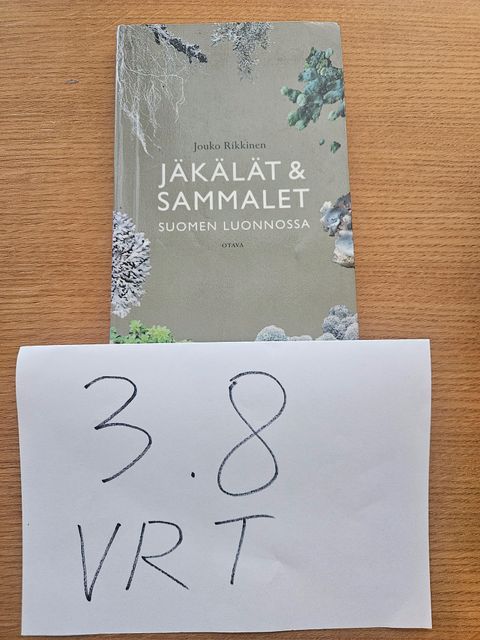 Jouko Rikkinen
JÄKÄLÄT &
SAMMALET
SUOMEN LUONNOSSA
OTAVA
3.8
VRT